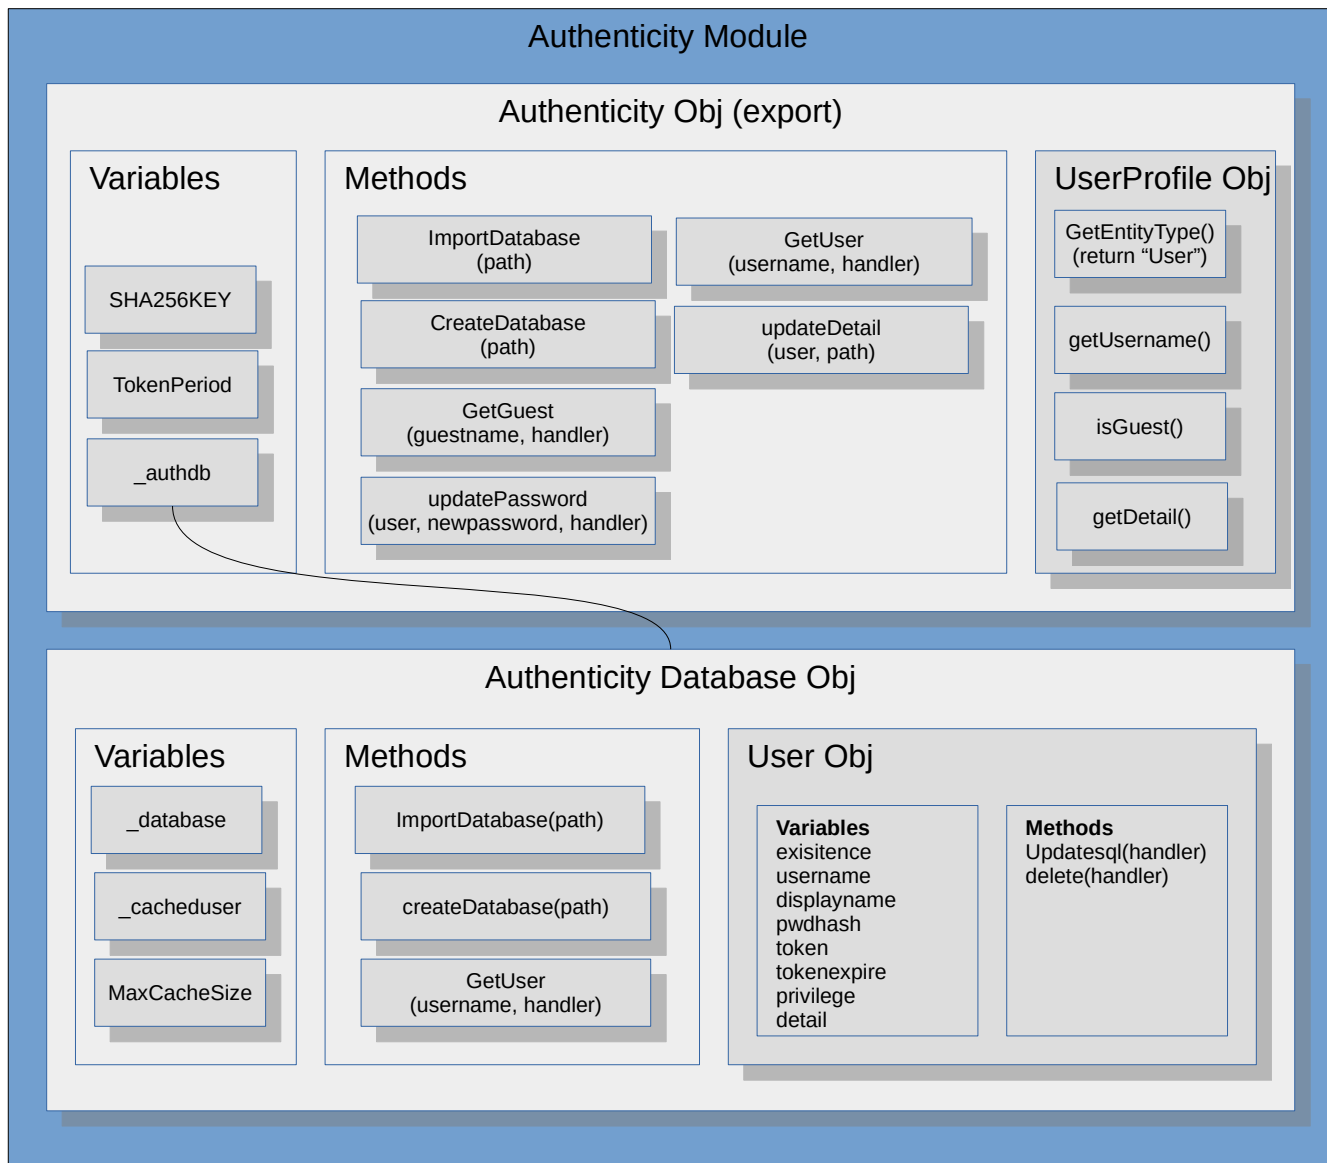 Authenticity Module
Authenticity Obj (export)
Variables
SHA256KEY
TokenPeriod
_authdb
Methods
ImportDatabase
(path)
CreateDatabase
(path)
GetGuest
(guestname, handler)
updatePassword
(user, newpassword, handler)
GetUser
(username, handler)
updateDetail
(user, path)
UserProfile Obj
GetEntityType()
(return “User”)
getUsername()
isGuest()
getDetail()
Authenticity Database Obj
Variables
_database
_cacheduser
MaxCacheSize
Methods
ImportDatabase(path)
createDatabase(path)
GetUser
(username, handler)
User Obj
Variables
exisitence
username
displayname
pwdhash
token
tokenexpire
privilege
detail
Methods
Updatesql(handler)
delete(handler)